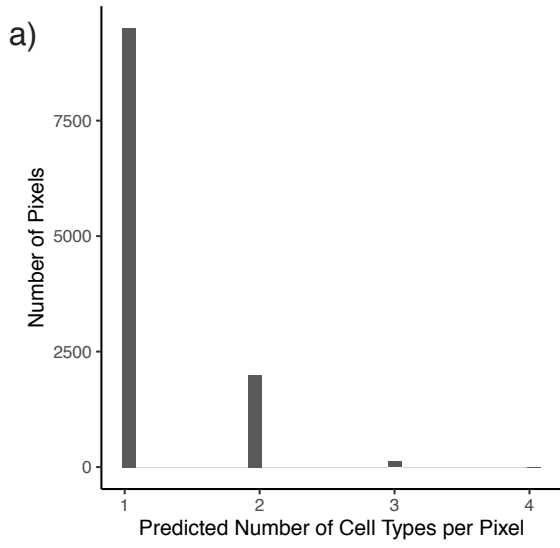 a)
Number of Pixels
7500
5000
2500
0
1 2 3 4
Predicted Number of Cell Types per Pixel